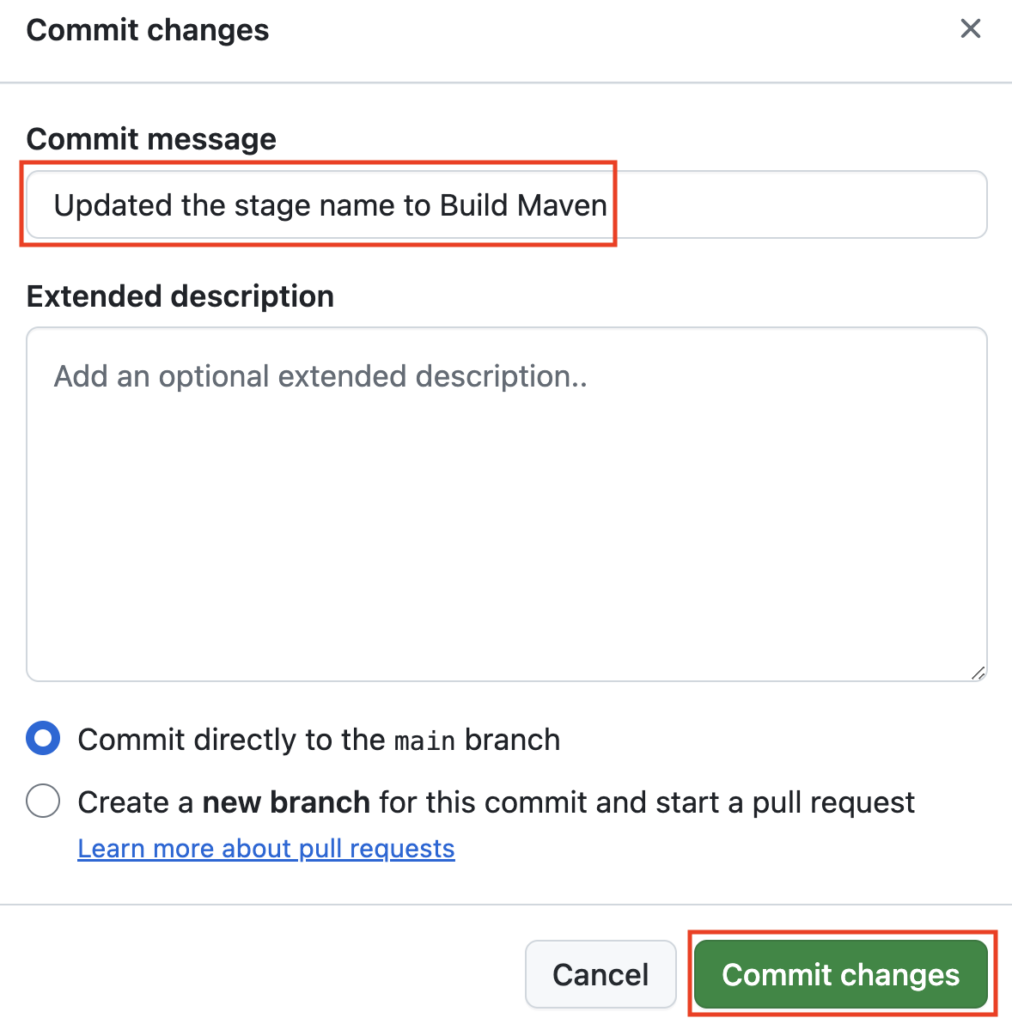 Commit changes
Commit message
Updated the stage name to Build Maven
Extended description
Add an optional extended description..
Commit directly to the main branch
Create a new branch for this commit and start a pull request
Learn more about pull requests
Cancel
Commit changes